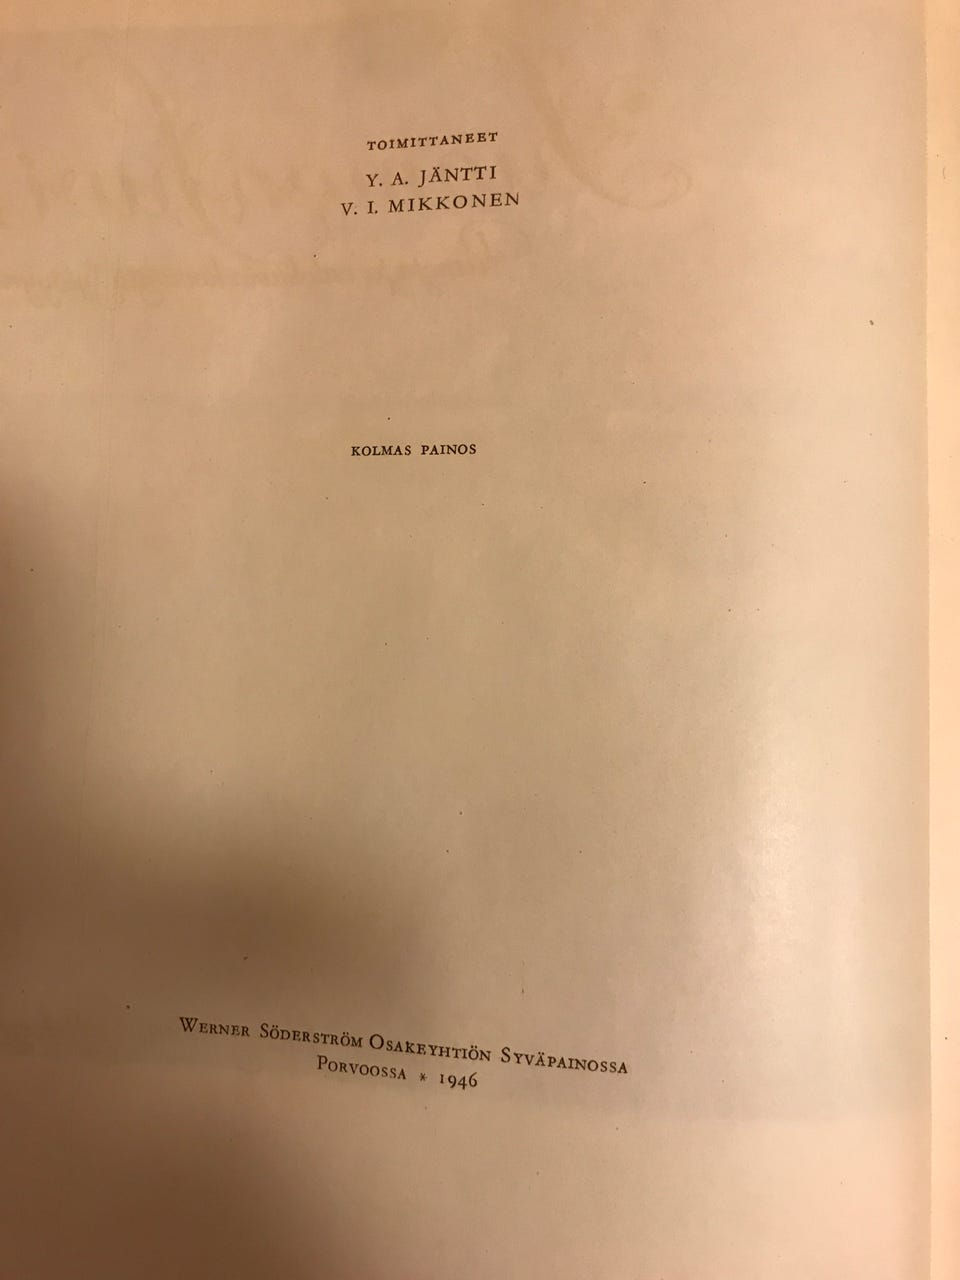 TOIMITTANEET
Y. A. JÄNTTI
V. I. MIKKONEN
KOLMAS PAINOS
WERNER SÖDERSTRÖM OSAKEYHTIÖN SYVÄPAINOSSA
PORVOOSSA * 1946